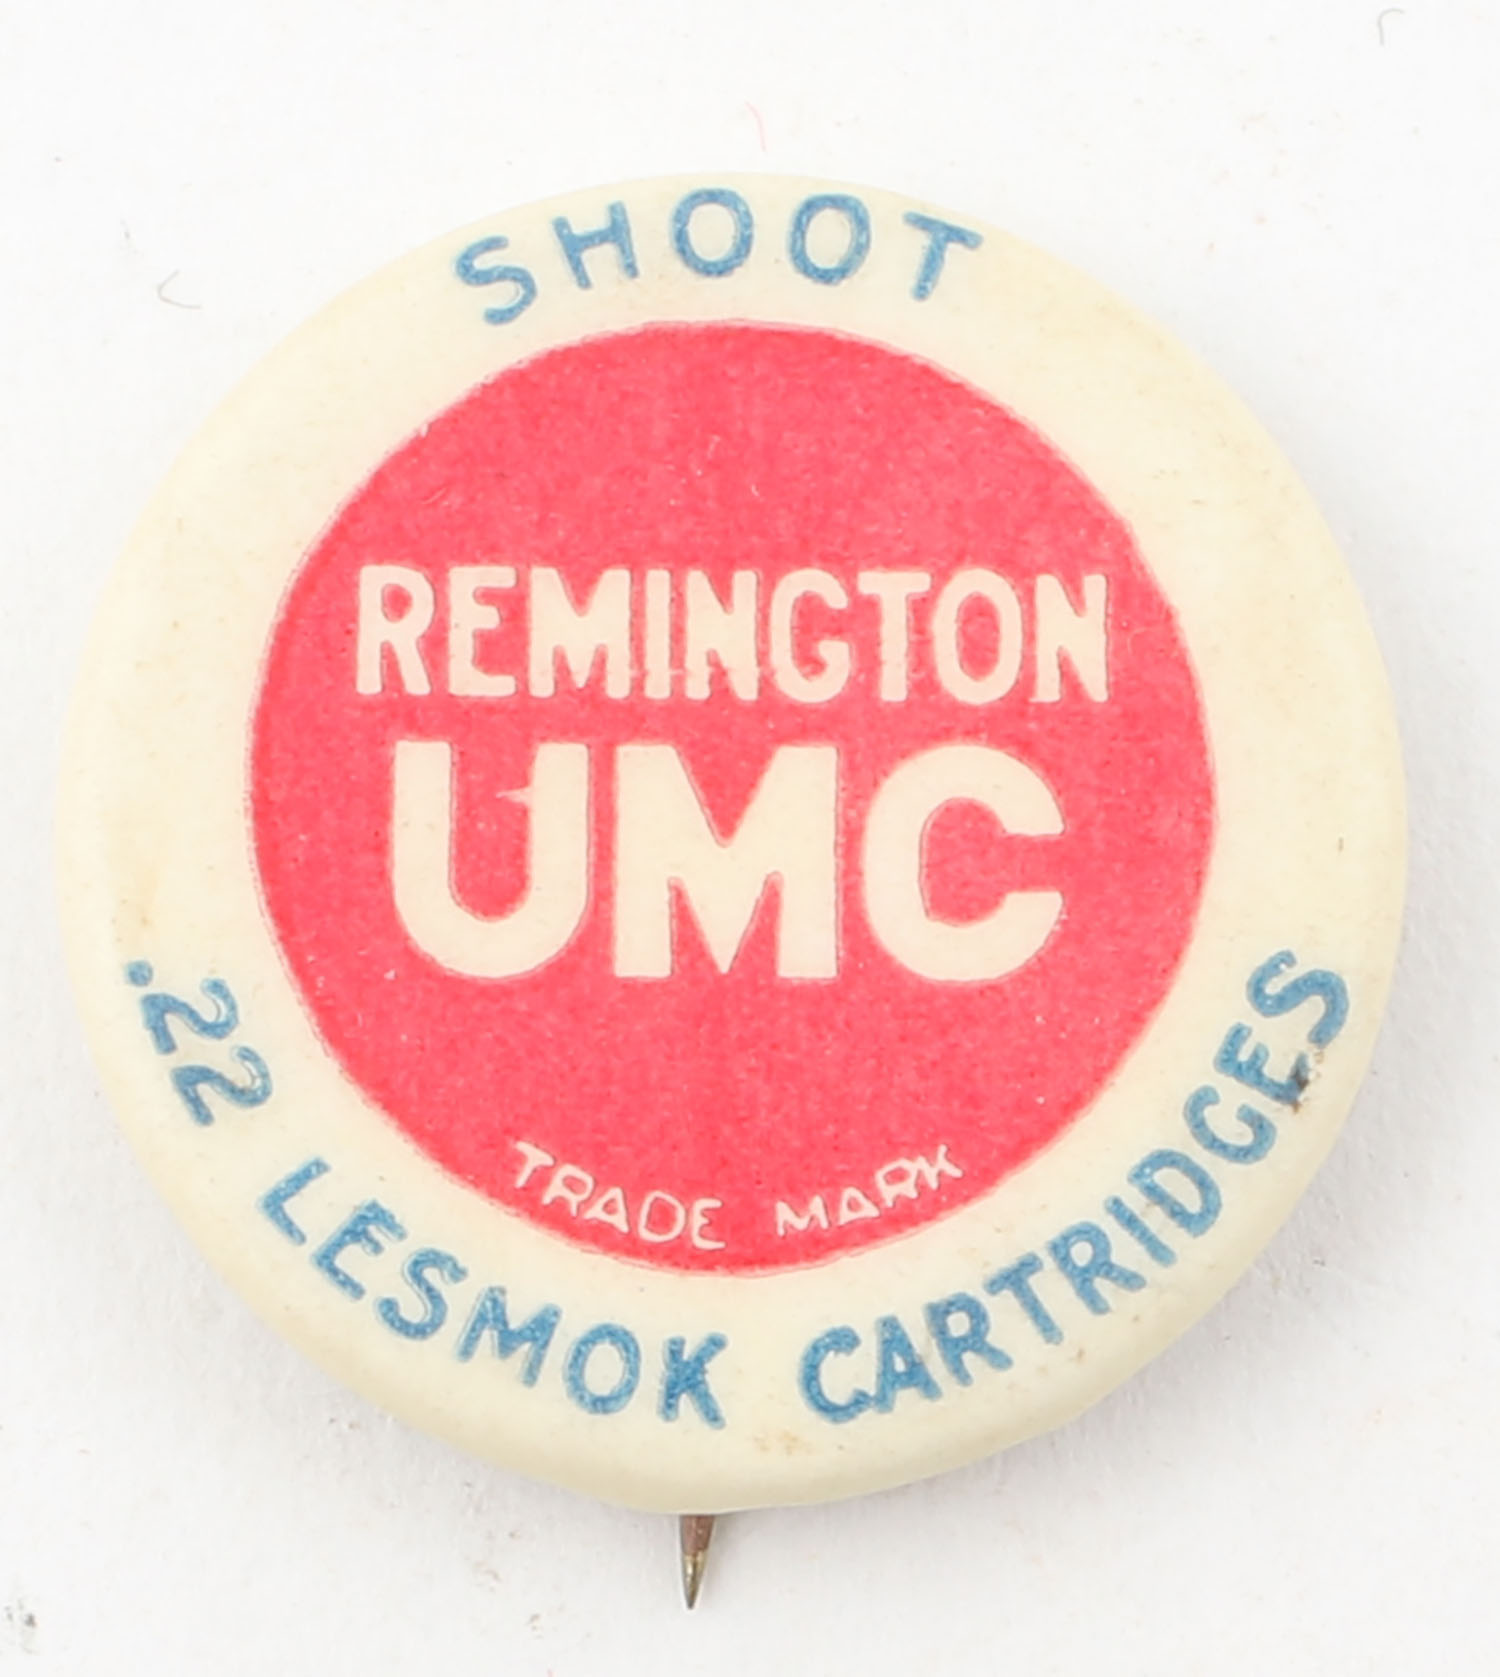 SHOOT
REMINGTON
UMC
TRADE MARK
.22 LESMOK CARTRIDGES